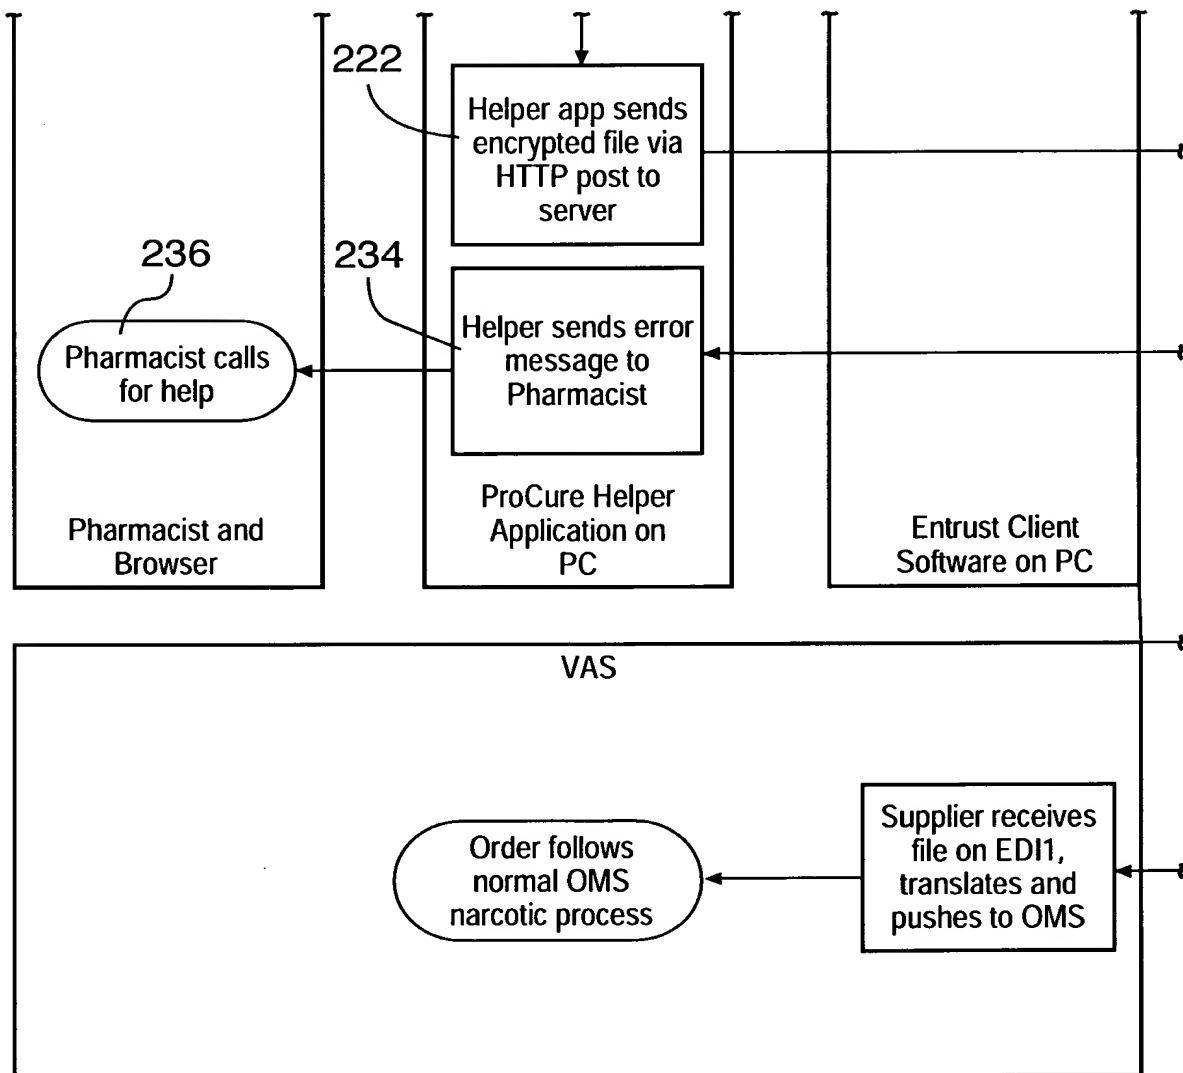 222
Helper app sends
encrypted file via
HTTP post to
server
236
234
Helper sends error
message to
Pharmacist
Pharmacist calls
for help
Pharmacist and
Browser
ProCure Helper
Application on
PC
Entrust Client
Software on PC
VAS
Order follows
normal OMS
narcotic process
Supplier receives
file on EDI1,
translates and
pushes to OMS